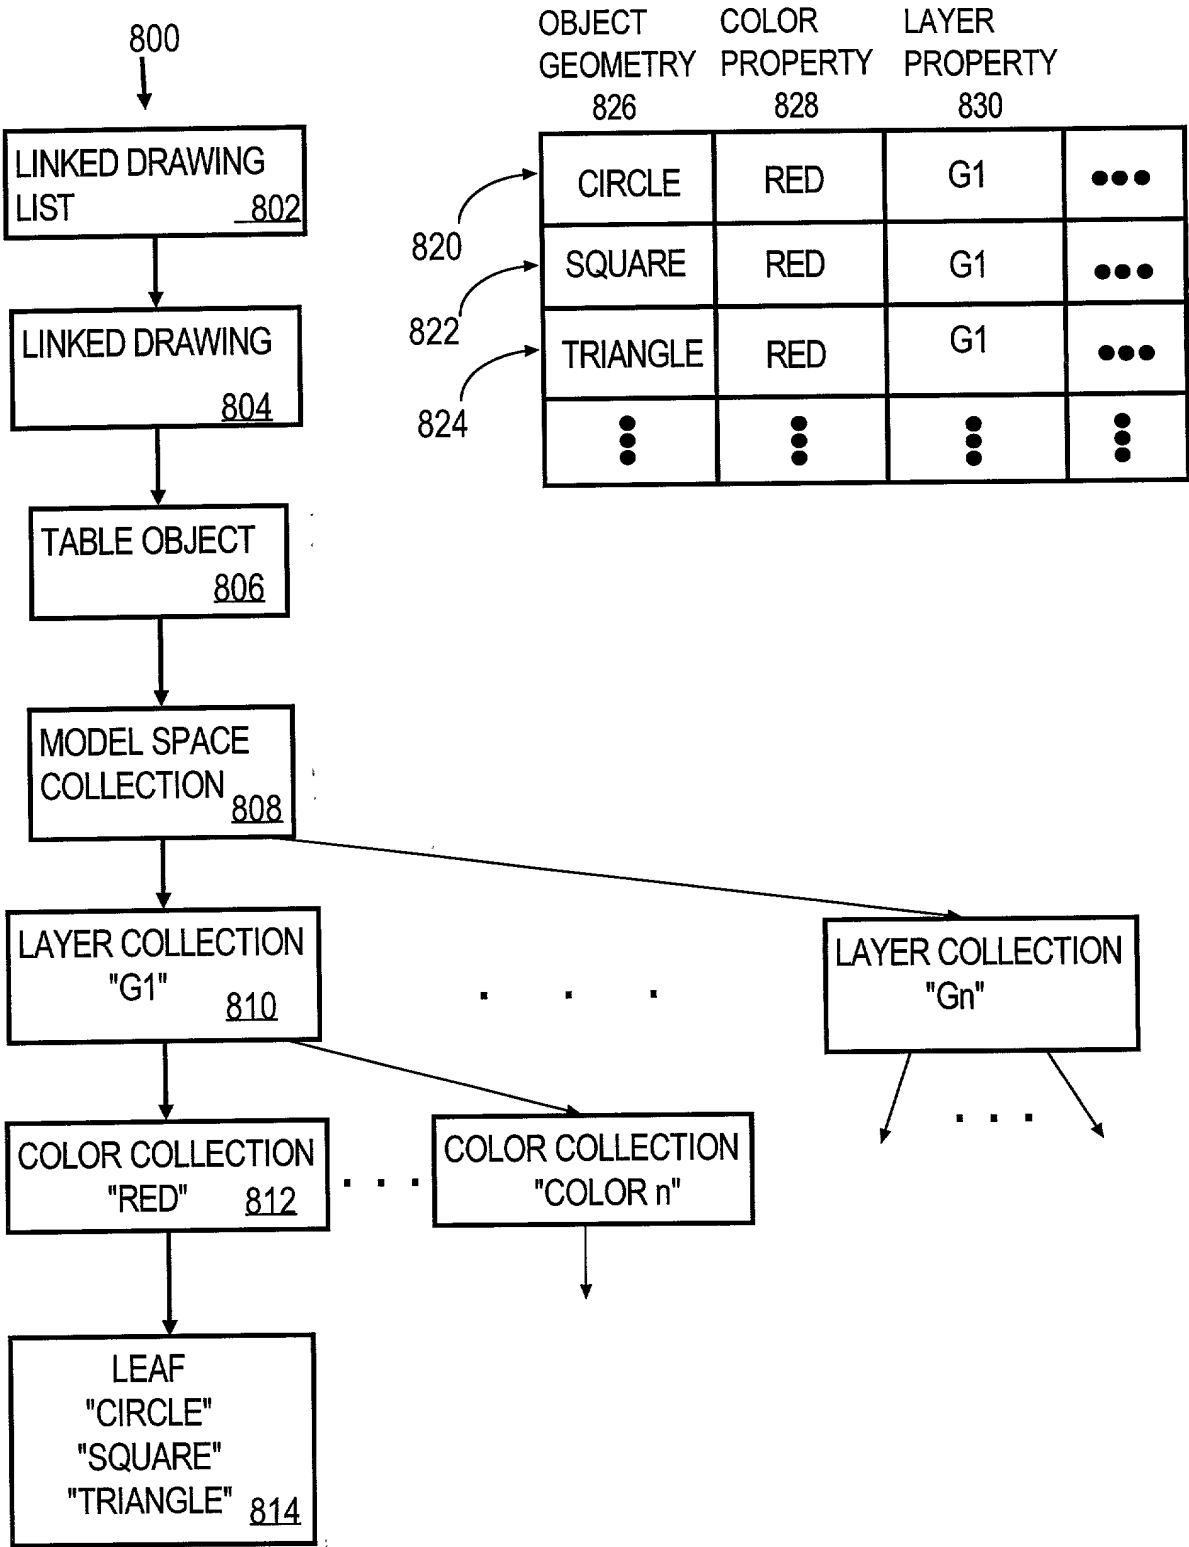 800
LINKED DRAWING
LIST 802
LINKED DRAWING
804
TABLE OBJECT
806
MODEL SPACE
COLLECTION 808
LAYER COLLECTION
"G1"
810
COLOR COLLECTION
"RED" 812
LEAF
"CIRCLE"
"SQUARE"
"TRIANGLE" 814
COLOR COLLECTION
"COLOR n"
LAYER COLLECTION
"Gn"
OBJECT GEOMETRY
826
COLOR PROPERTY
828
LAYER PROPERTY
830
820
CIRCLE RED G1
822
SQUARE RED G1
824
TRIANGLE RED G1